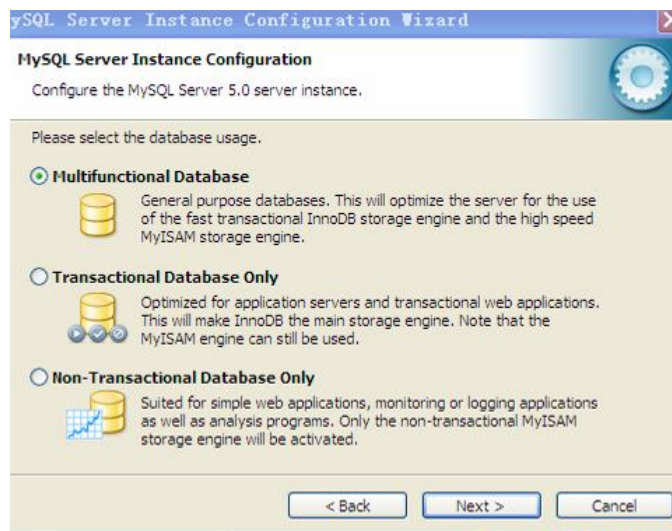 ySQL Server Instance Configuration Wizard
MySQL Server Instance Configuration
Configure the MySQL Server 5.0 server instance.
Please select the database usage.
Multifunctional Database
General purpose databases. This will optimize the server for the use
of the fast transactional InnoDB storage engine and the high speed
MyISAM storage engine.
Transactional Database Only
Optimized for application servers and transactional web applications.
This will make InnoDB the main storage engine. Note that the
MyISAM engine can still be used.
Non-Transactional Database Only
Suited for simple web applications, monitoring or logging applications
as well as analysis programs. Only the non-transactional MyISAM
storage engine will be activated.
< Back
Next >
Cancel